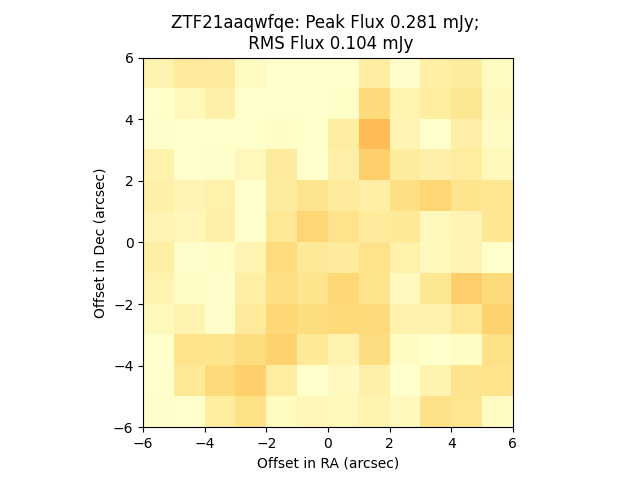 ZTF21aaqwfqe: Peak Flux 0.281 mJy;
RMS Flux 0.104 mJy
6
4
2
0
−2
−4
−6
Offset in Dec (arcsec)
−6 −4 −2 0 2 4 6
Offset in RA (arcsec)